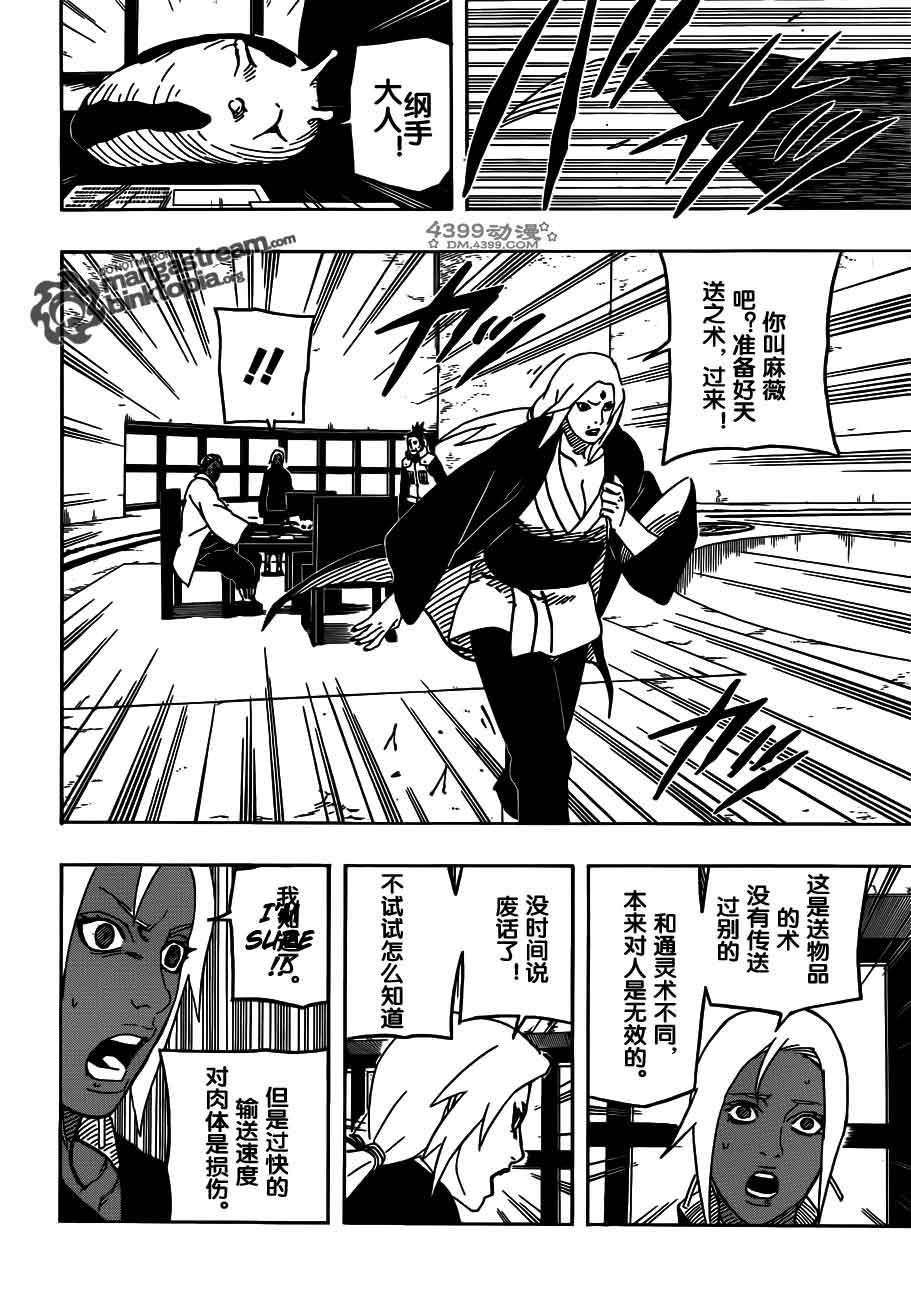 纲手
大人！
4399动漫
DM.4399.COM
DO NOT MIRROR
mangastream.com
binktopia.org
你叫麻薇
吧？准备好天
送之术，过来！
!!
这是送物品
的术
没有传送
过别的
和通灵术不同，
本来对人是无效的。
没时间说
废话了！
不试试怎么知道
我
I'
SL
E
!!
。
但是过快的
输送速度
对肉体是损伤。